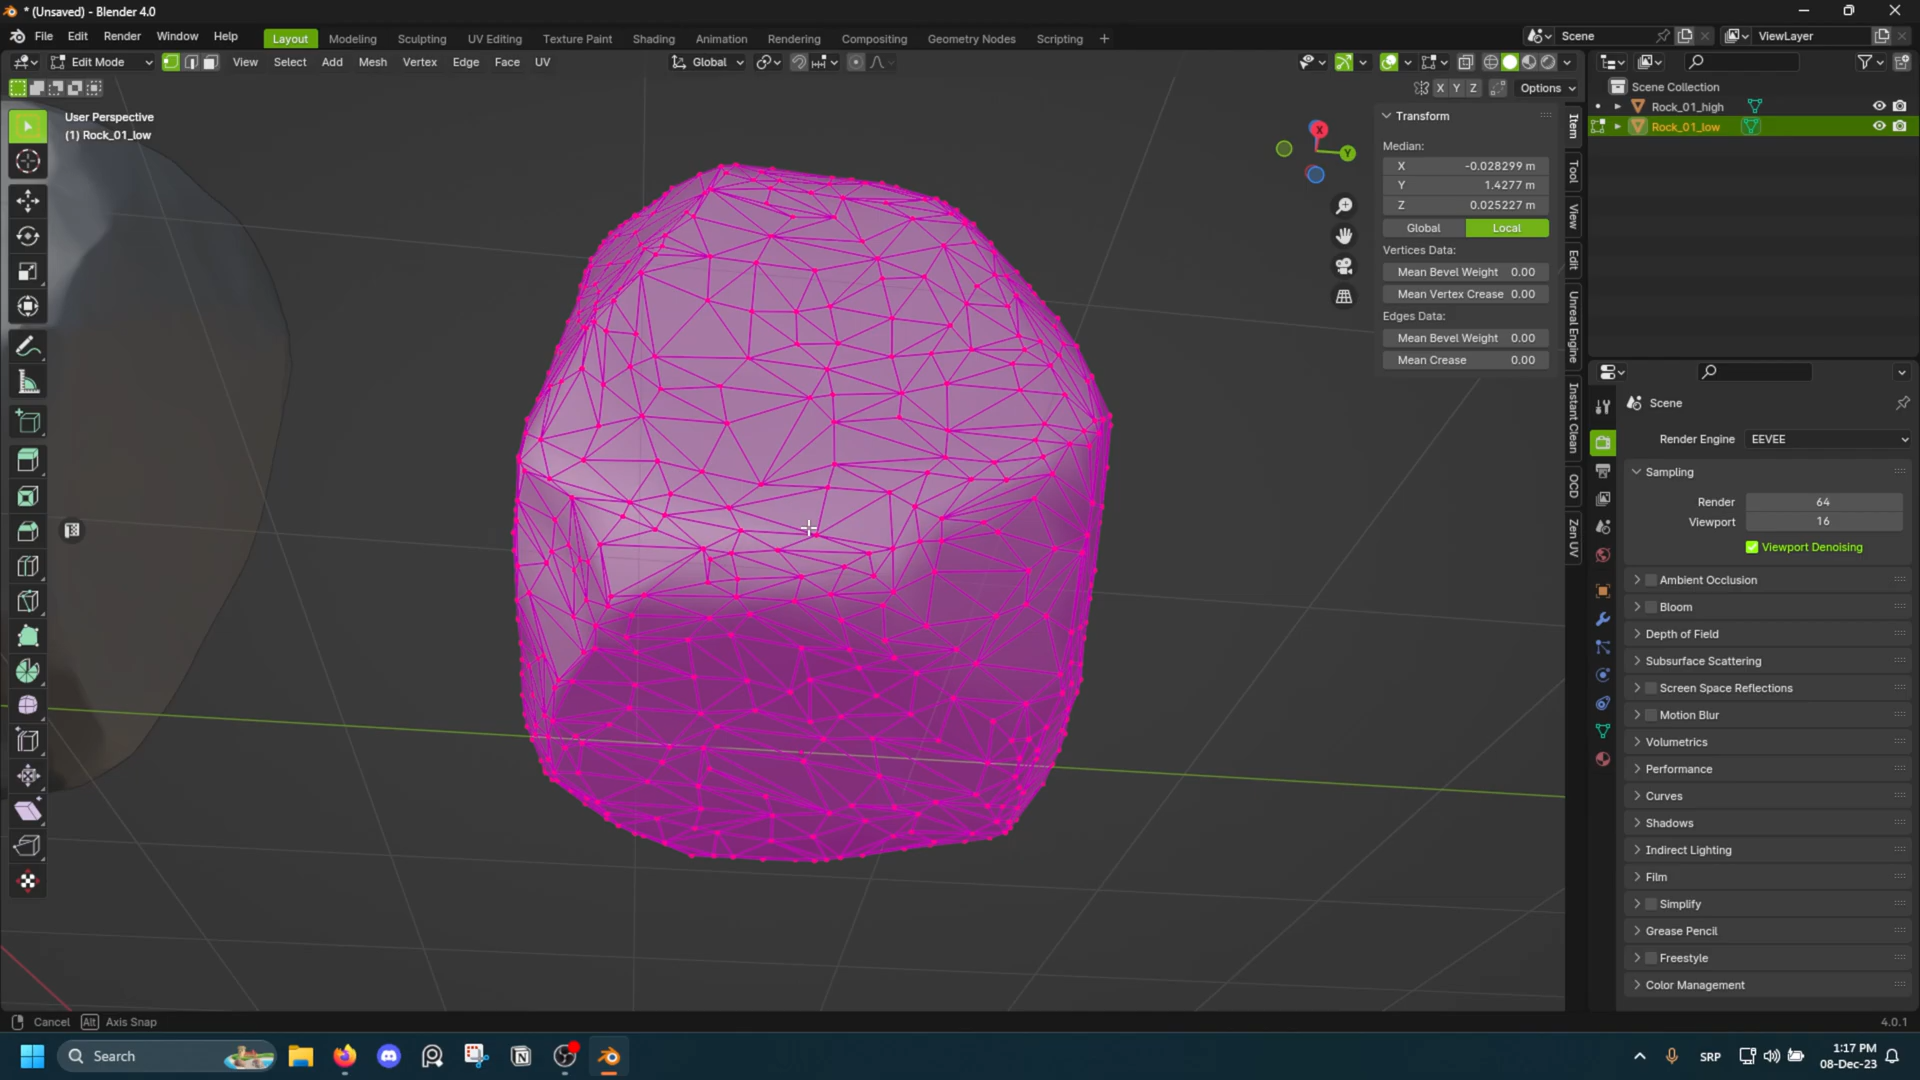 * (Unsaved) - Blender 4.0
File Edit Render Window Help
Layout Modeling Sculpting UV Editing Texture Paint Shading Animation Rendering Compositing Geometry Nodes Scripting +
Scene
ViewLayer
Edit Mode
View Select Add Mesh Vertex Edge Face UV
Global
X Y Z
Options
User Perspective
(1) Rock_01_low
X
Y
Transform
Median:
X -0.028299 m
Y 1.4277 m
Z 0.025227 m
Global Local
Vertices Data:
Mean Bevel Weight 0.00
Mean Vertex Crease 0.00
Edges Data:
Mean Bevel Weight 0.00
Mean Crease 0.00
Item
Tool
View
Edit
Unreal Engine
Instant Clean
OCD
Zen UV
Scene Collection
Rock_01_high
Rock_01_low
Scene
Render Engine EEVEE
Sampling
Render 64
Viewport 16
Viewport Denoising
Ambient Occlusion
Bloom
Depth of Field
Subsurface Scattering
Screen Space Reflections
Motion Blur
Volumetrics
Performance
Curves
Shadows
Indirect Lighting
Film
Simplify
Grease Pencil
Freestyle
Color Management
Cancel Alt Axis Snap
4.0.1
Search
SRP
1:17 PM
08-Dec-23